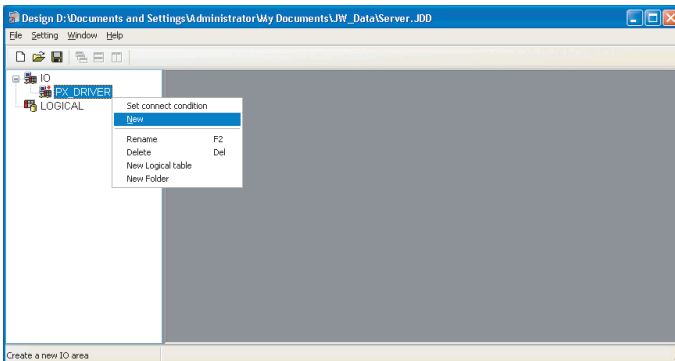 Design D:\Documents and Settings\Administrator\My Documents\JW_Data\Server.JDD
File Setting Window Help
IO
PX_DRIVER
LOGICAL
Set connect condition
New
Rename F2
Delete Del
New Logical table
New Folder
Create a new IO area